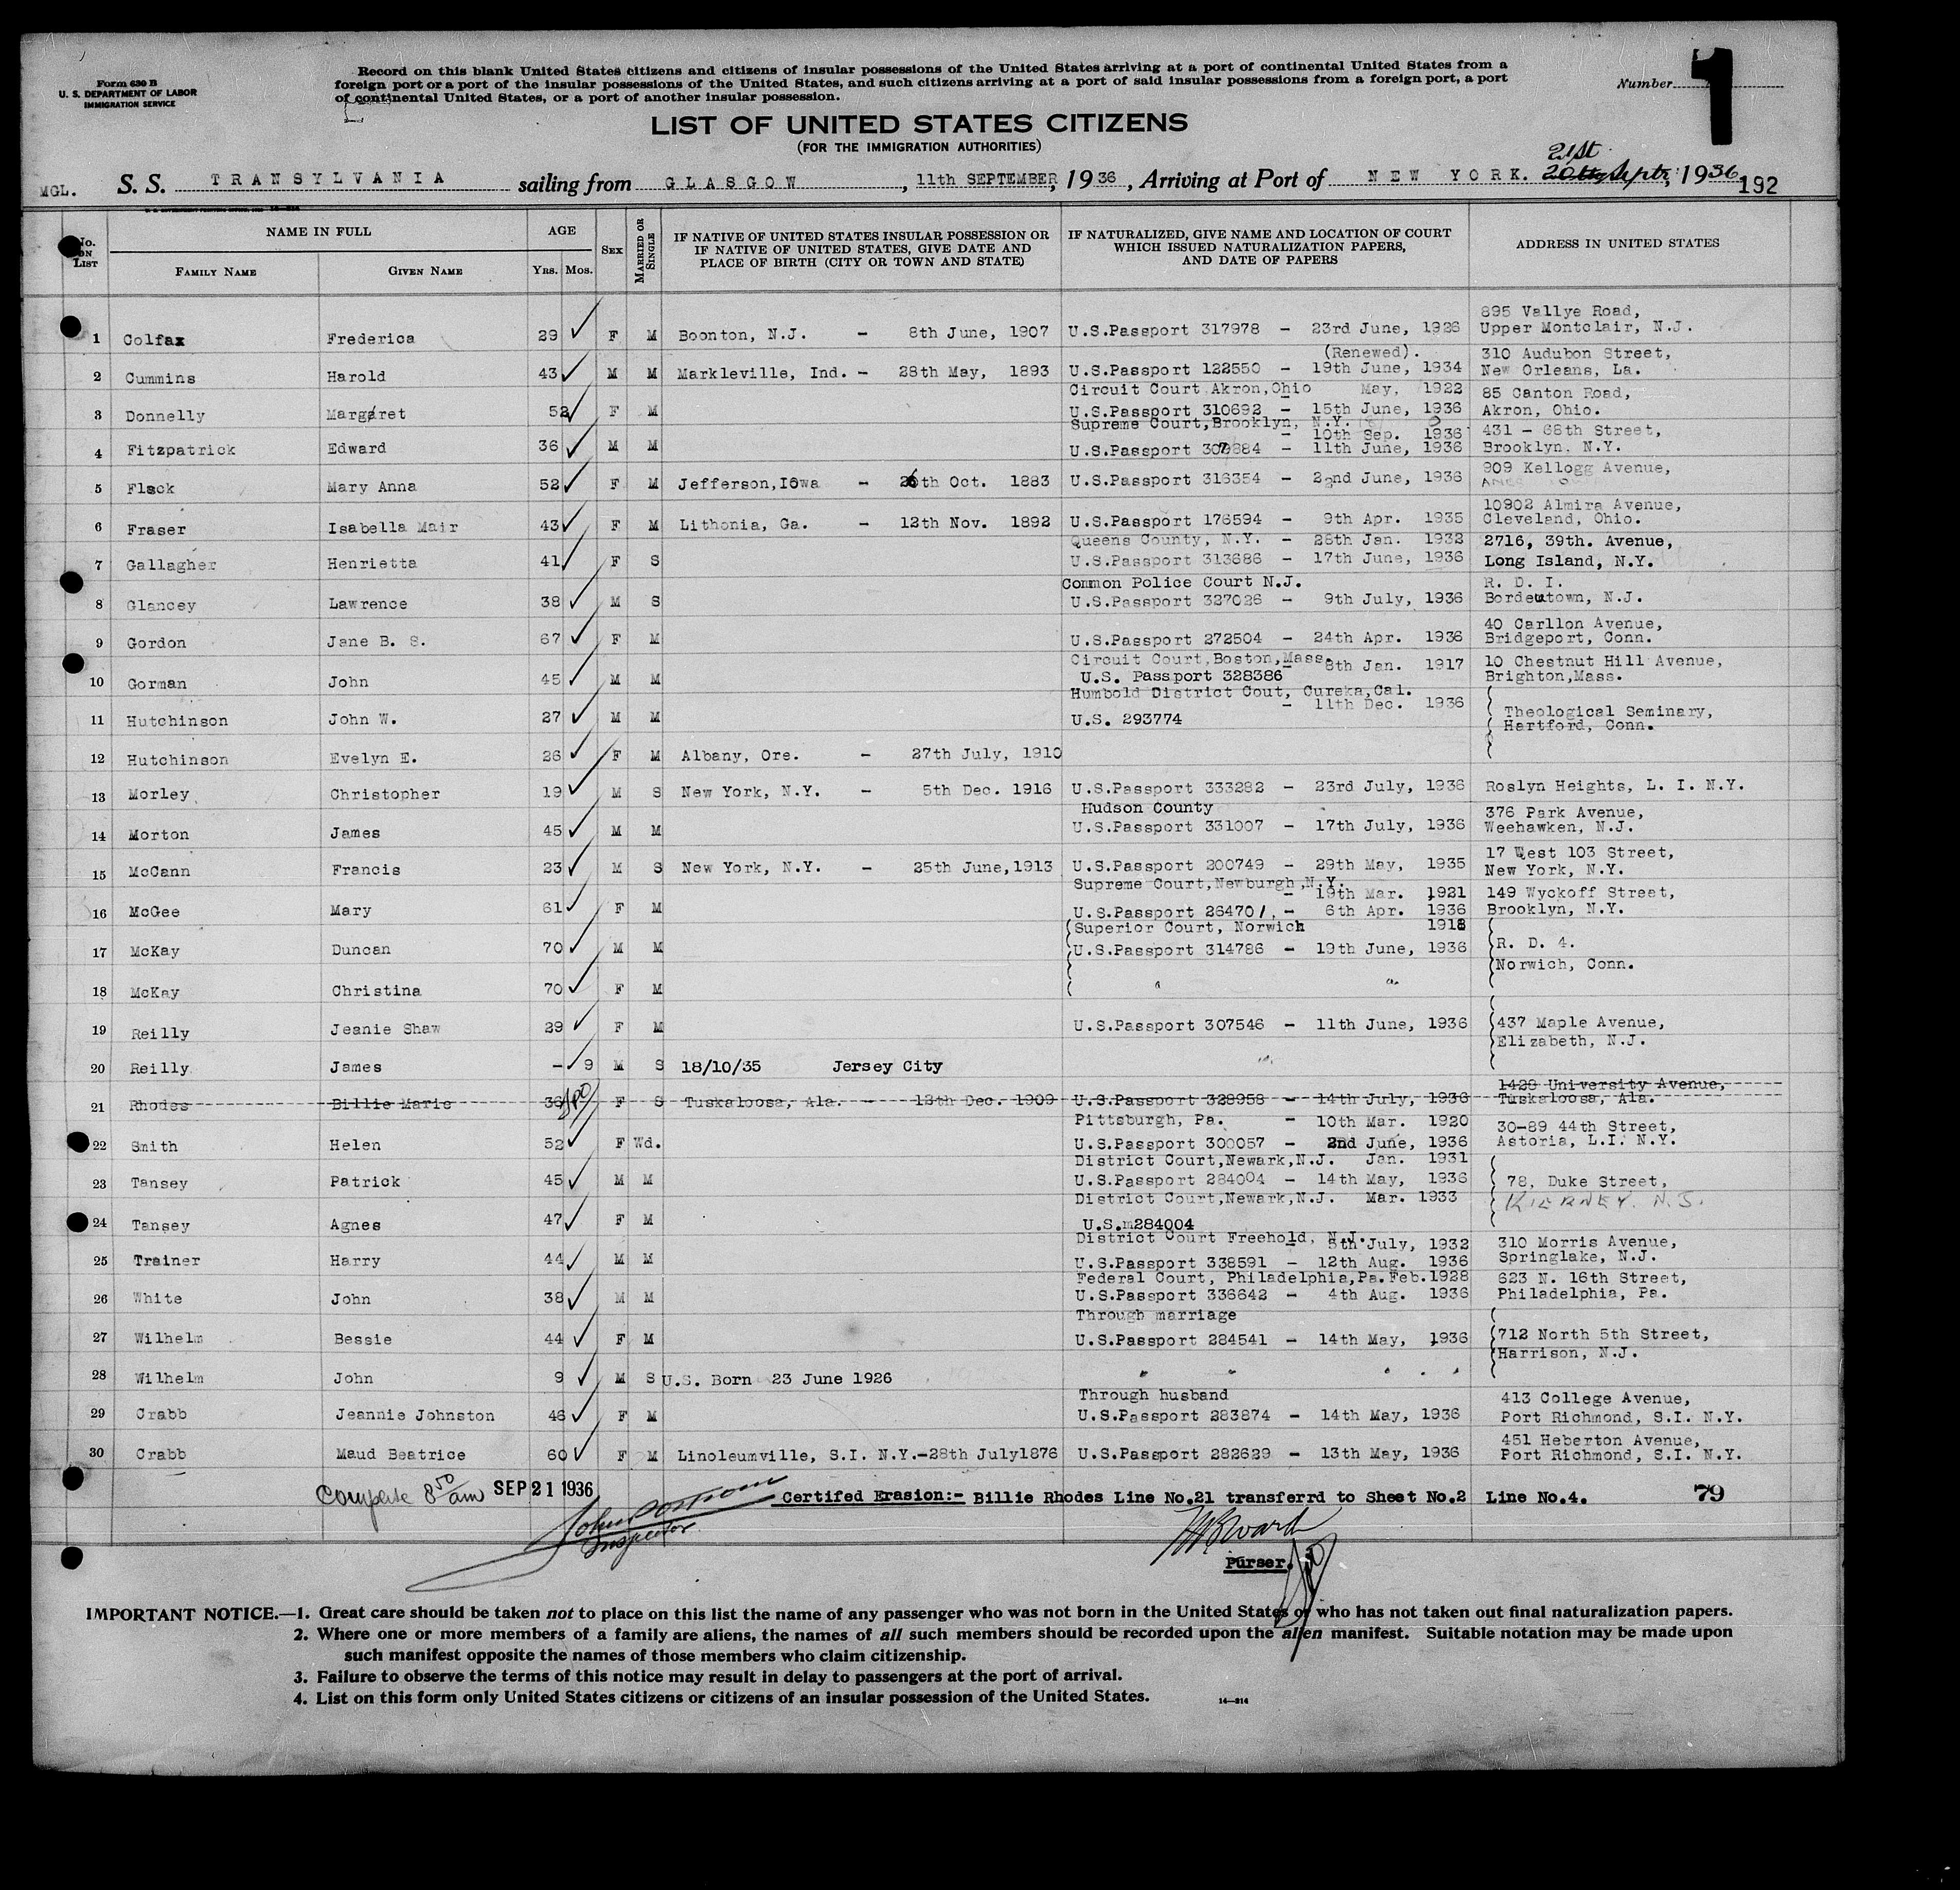 Form 630 B
U. S. DEPARTMENT OF LABOR
IMMIGRATION SERVICE
Record on this blank United States citizens and citizens of insular possessions of the United States arriving at a port of continental United States from a
foreign port or a port of the insular possessions of the United States, and such citizens arriving at a port of said insular possessions from a foreign port, a port
of continental United States, or a port of another insular possession.
Number 1
LIST OF UNITED STATES CITIZENS
(FOR THE IMMIGRATION AUTHORITIES)
MGL. S. S. TRANSYLVANIA sailing from GLASGOW, 11th SEPTEMBER, 1936, Arriving at Port of NEW YORK. 21st 20th Septr, 1936 192
No. ON LIST NAME IN FULL AGE SEX MARRIED OR SINGLE IF NATIVE OF UNITED STATES INSULAR POSSESSION OR IF NATIVE OF UNITED STATES, GIVE DATE AND PLACE OF BIRTH (CITY OR TOWN AND STATE) IF NATURALIZED, GIVE NAME AND LOCATION OF COURT WHICH ISSUED NATURALIZATION PAPERS, AND DATE OF PAPERS ADDRESS IN UNITED STATES
FAMILY NAME GIVEN NAME YRS. MOS.
895 Vallye Road,
1 Colfax Frederica 29 F M Boonton, N.J. - 8th June, 1907 U.S.Passport 317978 - 23rd June, 1926 Upper Montclair, N.J.
(Renewed). 310 Audubon Street,
2 Cummins Harold 43 M M Markleville, Ind. - 28th May, 1893 U.S.Passport 122550 - 19th June, 1934 New Orleans, La.
Circuit Court Akron,Ohio May, 1922 85 Canton Road,
3 Donnelly Margaret 52 F M U.S.Passport 310692 - 15th June, 1936 Akron, Ohio.
Supreme Court,Brooklyn, N.Y. - 10th Sep. 1936 431 - 68th Street,
4 Fitzpatrick Edward 36 M M U.S.Passport 307884 - 11th June, 1936 Brooklyn, N.Y.
909 Kellogg Avenue,
5 Flack Mary Anna 52 F M Jefferson,Iowa - 26th Oct. 1883 U.S.Passport 316354 - 22nd June, 1936
10902 Almira Avenue,
6 Fraser Isabella Mair 43 F M Lithonia, Ga. - 12th Nov. 1892 U.S.Passport 176594 - 9th Apr. 1935 Cleveland, Ohio.
Queens County, N.Y. - 28th Jan. 1932 2716, 39th. Avenue,
7 Gallagher Henrietta 41 F S U.S.Passport 313686 - 17th June, 1936 Long Island, N.Y.
Common Police Court N.J. R. D. I.
8 Glancey Lawrence 38 M S U.S.Passport 327026 - 9th July, 1936 Bordeutown, N.J.
40 Carllon Avenue,
9 Gordon Jane B. S. 67 F M U.S.Passport 272504 - 24th Apr. 1936 Bridgeport, Conn.
Circuit Court,Boston,Mass. 8th Jan. 1917 10 Chestnut Hill Avenue,
10 Gorman John 45 M M U.S. Passport 328386 Brighton,Mass.
Humbold District Cout, Cureka,Cal. - 11th Dec. 1936
11 Hutchinson John W. 27 M M U.S. 293774 Theological Seminary,
Hartford, Conn.
12 Hutchinson Evelyn E. 26 F M Albany, Ore. - 27th July, 1910
13 Morley Christopher 19 M S New York, N.Y. - 5th Dec. 1916 U.S.Passport 333282 - 23rd July, 1936 Roslyn Heights, L. I. N.Y.
Hudson County 376 Park Avenue,
14 Morton James 45 M M U.S.Passport 331007 - 17th July, 1936 Weehawken, N.J.
17 West 103 Street,
15 McCann Francis 23 M S New York, N.Y. - 25th June,1913 U.S.Passport 200749 - 29th May, 1935 New York, N.Y.
Supreme Court,Newburgh,N.Y. - 19th Mar. 1921 149 Wyckoff Street,
16 McGee Mary 61 F M U.S.Passport 264701, - 6th Apr. 1936 Brooklyn, N.Y.
Superior Court, Norwich 1918
17 McKay Duncan 70 M M U.S.Passport 314786 - 19th June, 1936 R. D. 4.
Norwich, Conn.
18 McKay Christina 70 F M " "
19 Reilly Jeanie Shaw 29 F M U.S.Passport 307546 - 11th June, 1936 437 Maple Avenue,
Elizabeth, N.J.
20 Reilly James - 9 M S 18/10/35 Jersey City "
1428 University Avenue,
21 Rhodes Billie Marie 36 F S Tuskaloosa, Ala. - 13th Dec. 1909 U.S.Passport 328958 - 14th July, 1936 Tuskaloosa, Ala.
Pittsburgh, Pa. - 10th Mar. 1920 30-89 44th Street,
22 Smith Helen 52 F Wd. U.S.Passport 300057 - 2nd June, 1936 Astoria, L.I. N.Y.
District Court,Newark,N.J. Jan. 1931
23 Tansey Patrick 45 M M U.S.Passport 284004 - 14th May, 1936 78, Duke Street,
District Court,Newark,N.J. Mar. 1933 KIERNEY. N.J.
24 Tansey Agnes 47 F M U.S.m284004
District Court Freehold, N.J. 5th July, 1932 310 Morris Avenue,
25 Trainer Harry 44 M M U.S.Passport 338591 - 12th Aug. 1936 Springlake, N.J.
Federal Court, Philadelphia,Pa.Feb.1928 623 N. 16th Street,
26 White John 38 M M U.S.Passport 336642 - 4th Aug. 1936 Philadelphia, Pa.
Through marriage
27 Wilhelm Bessie 44 F M U.S.Passport 284541 - 14th May, 1936 712 North 5th Street,
Harrison, N.J.
28 Wilhelm John 9 M S U.S. Born 23 June 1926 " "
Through husband 413 College Avenue,
29 Crabb Jeannie Johnston 46 F M U.S.Passport 283874 - 14th May, 1936 Port Richmond, S.I. N.Y.
451 Heberton Avenue,
30 Crabb Maud Beatrice 60 F M Linoleumville, S.I. N.Y.-28th July1876 U.S.Passport 282629 - 13th May, 1936 Port Richmond, S.I. N.Y.
8 50 am SEP 21 1936 Certifed Erasion:- Billie Rhodes Line No.21 transferrd to Sheet No.2 Line No.4. 79
John
Inspector
Purser.
IMPORTANT NOTICE.—1. Great care should be taken not to place on this list the name of any passenger who was not born in the United States or who has not taken out final naturalization papers.
2. Where one or more members of a family are aliens, the names of all such members should be recorded upon the alien manifest. Suitable notation may be made upon
such manifest opposite the names of those members who claim citizenship.
3. Failure to observe the terms of this notice may result in delay to passengers at the port of arrival.
4. List on this form only United States citizens or citizens of an insular possession of the United States.
14—814